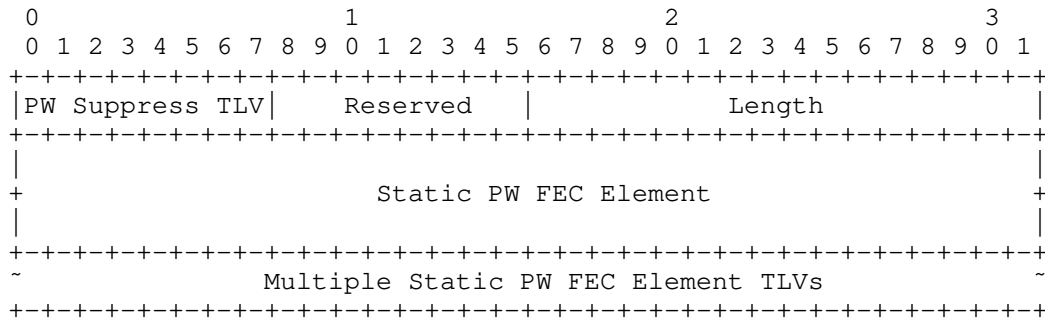 0                   1                   2                   3
 0 1 2 3 4 5 6 7 8 9 0 1 2 3 4 5 6 7 8 9 0 1 2 3 4 5 6 7 8 9 0 1
+-+-+-+-+-+-+-+-+-+-+-+-+-+-+-+-+-+-+-+-+-+-+-+-+-+-+-+-+-+-+-+-+
|PW Suppress TLV|    Reserved   |            Length             |
+-+-+-+-+-+-+-+-+-+-+-+-+-+-+-+-+-+-+-+-+-+-+-+-+-+-+-+-+-+-+-+-+
|                                                               |
+                     Static PW FEC Element                     +
|                                                               |
+-+-+-+-+-+-+-+-+-+-+-+-+-+-+-+-+-+-+-+-+-+-+-+-+-+-+-+-+-+-+-+-+
~              Multiple Static PW FEC Element TLVs              ~
+-+-+-+-+-+-+-+-+-+-+-+-+-+-+-+-+-+-+-+-+-+-+-+-+-+-+-+-+-+-+-+-+